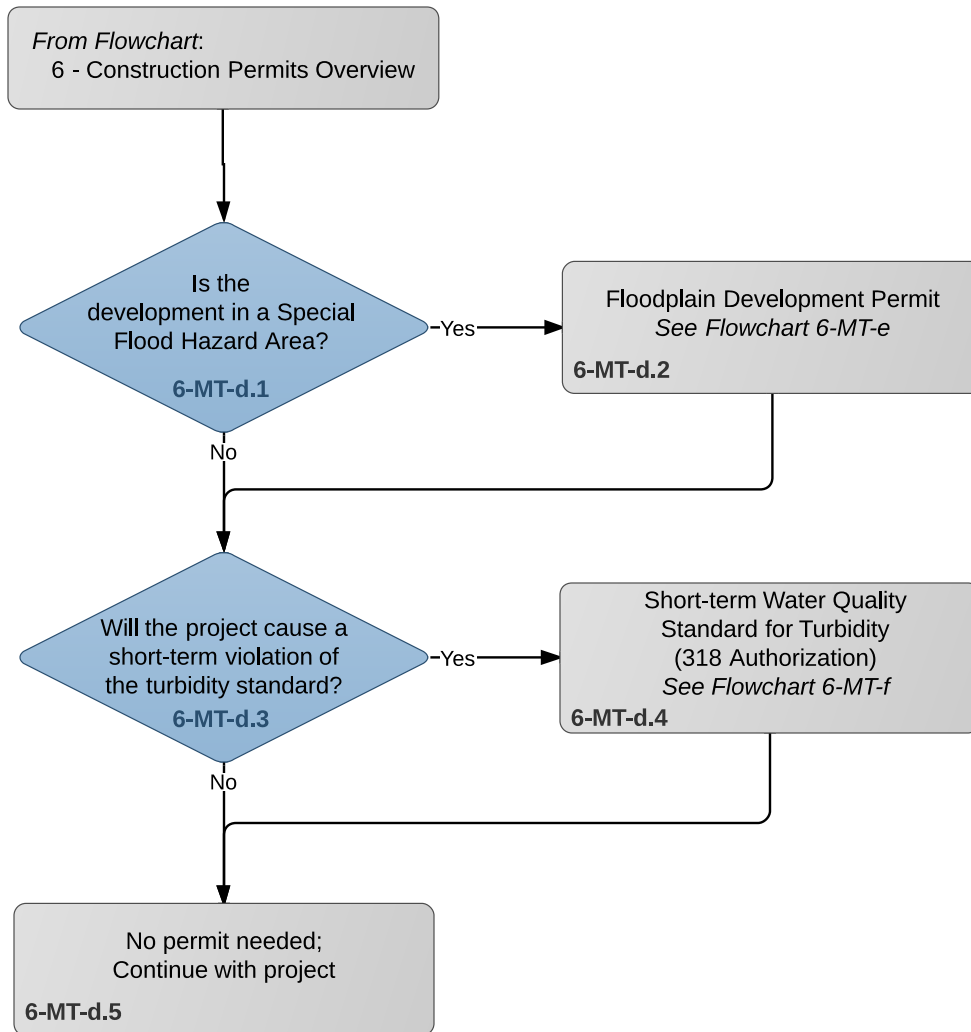 From Flowchart:
6 - Construction Permits Overview
Is the
development in a Special
Flood Hazard Area?
6-MT-d.1
Yes
Floodplain Development Permit
See Flowchart 6-MT-e
6-MT-d.2
No
Will the project cause a
short-term violation of
the turbidity standard?
6-MT-d.3
Yes
Short-term Water Quality
Standard for Turbidity
(318 Authorization)
See Flowchart 6-MT-f
6-MT-d.4
No
No permit needed;
Continue with project
6-MT-d.5